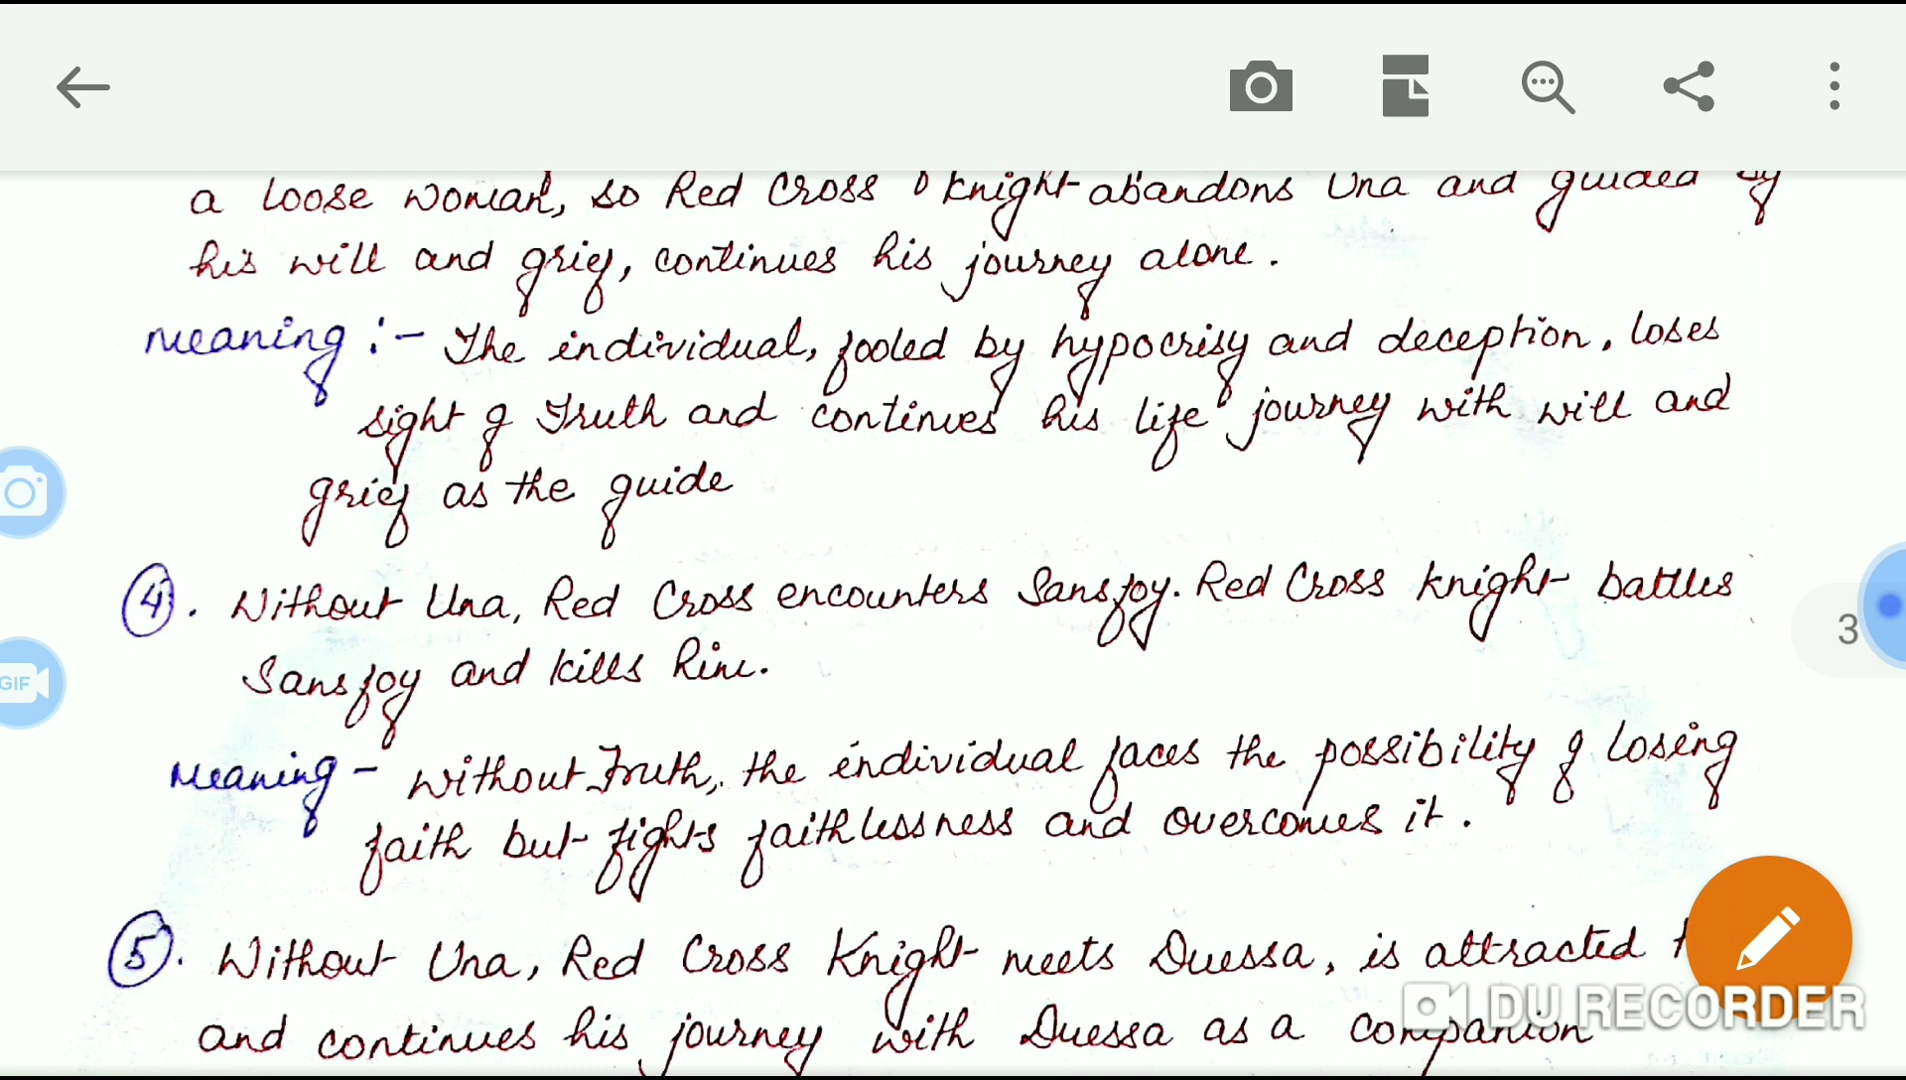 a loose woman, so Red Cross knight abandons Una and guided by
his will and grief, continues his journey alone.
Meaning :- The individual, fooled by hypocrisy and deception, loses
sight of Truth and continues his life journey with will and
grief as the guide
4. Without Una, Red Cross encounters Sansjoy. Red Cross knight battles
Sansjoy and kills him.
3
GIF
Meaning - without Truth, the individual faces the possibility of losing
faith but fights faithlessness and overcomes it.
5. Without Una, Red Cross Knight meets Duessa, is attracted
and continues his journey with Duessa as a companion
DU RECORDER